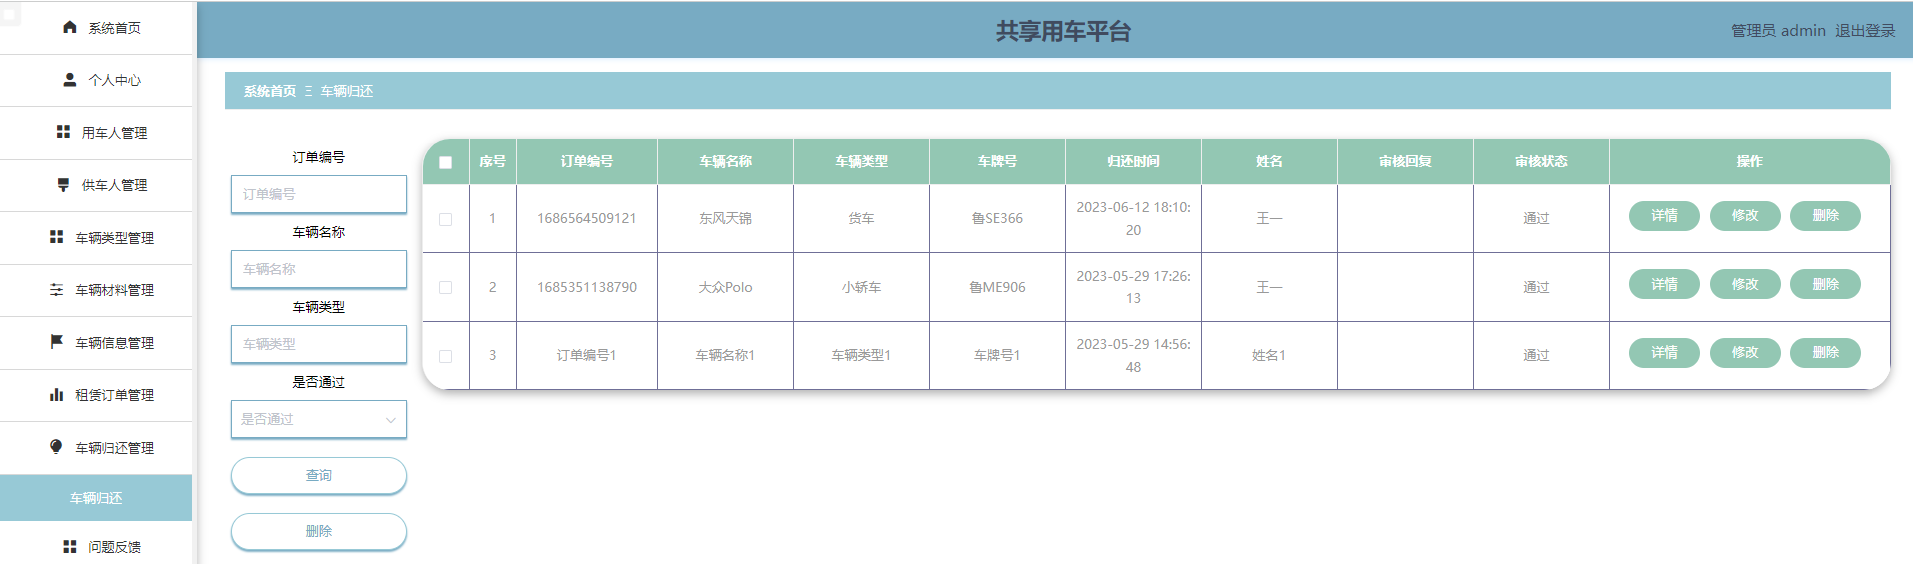 共享用车平台
管理员 admin 退出登录
系统首页
个人中心
用车人管理
供车人管理
车辆类型管理
车辆材料管理
车辆信息管理
租赁订单管理
车辆归还管理
车辆归还
问题反馈
系统首页 Ξ 车辆归还
订单编号
订单编号
车辆名称
车辆名称
车辆类型
车辆类型
是否通过
是否通过
查询
删除
序号 订单编号 车辆名称 车辆类型 车牌号 归还时间 姓名 审核回复 审核状态 操作
1 1686564509121 东风天锦 货车 鲁SE366 2023-06-12 18:10:20 王一 通过 详情 修改 删除
2 1685351138790 大众Polo 小轿车 鲁ME906 2023-05-29 17:26:13 王一 通过 详情 修改 删除
3 订单编号1 车辆名称1 车辆类型1 车牌号1 2023-05-29 14:56:48 姓名1 通过 详情 修改 删除